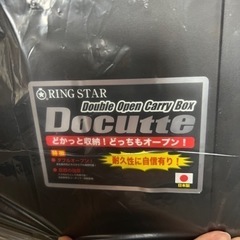 RING STAR
Double Open Carry Box
Docutte
どかっと収納！どっちもオープン！
耐久性に自信有り！
日本製